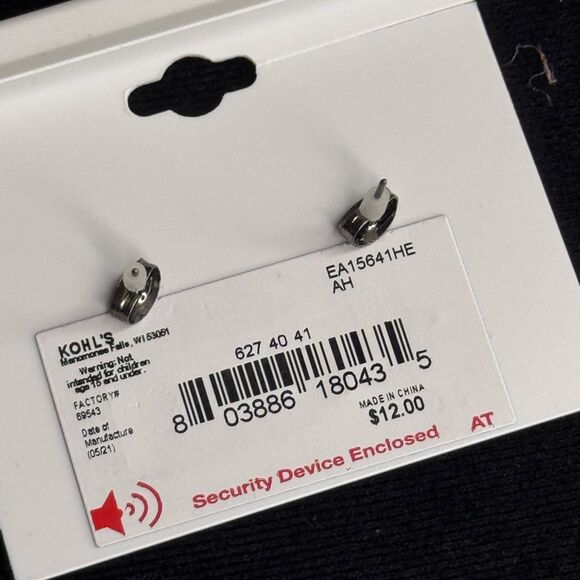 EA15641HE
AH
KOHL'S
Menomonee Falls, WI 53051
Warning: Not
intended for children
age 15 and under.
FACTORY#
69543
Date of
Manufacture
(05/21)
627 40 41
8 03886 18043 5
MADE IN CHINA
$12.00
Security Device Enclosed AT